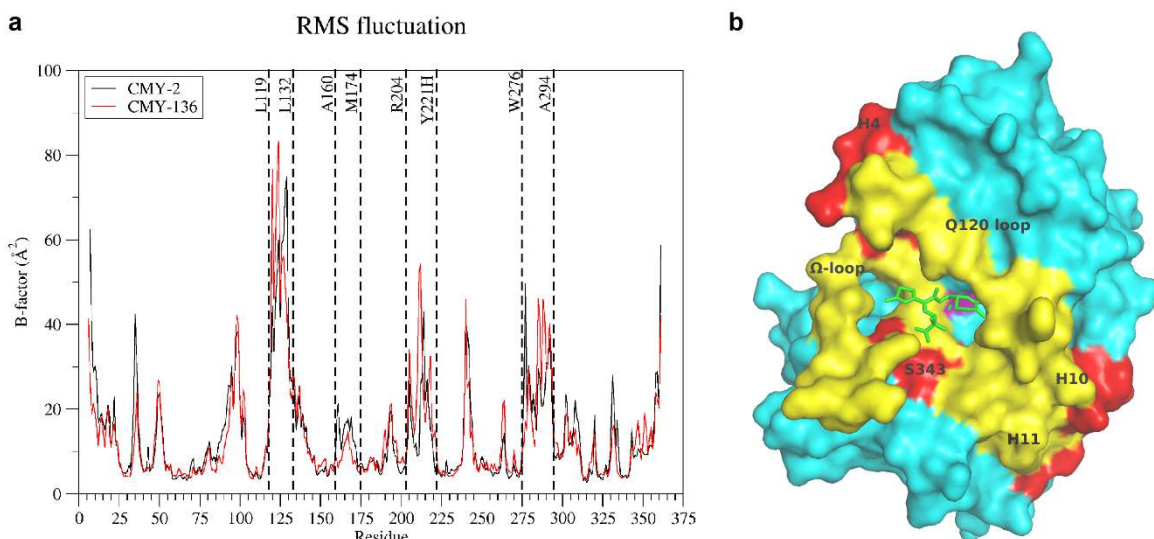 a
RMS fluctuation
CMY-2
CMY-136
L119
L132
A160
M174
R204
Y221H
W276
A294
B-factor (Å²)
100
80
60
40
20
0
0 25 50 75 100 125 150 175 200 225 250 275 300 325 350 375
Residue
b
H4
Q120 loop
Ω-loop
S343
H10
H11